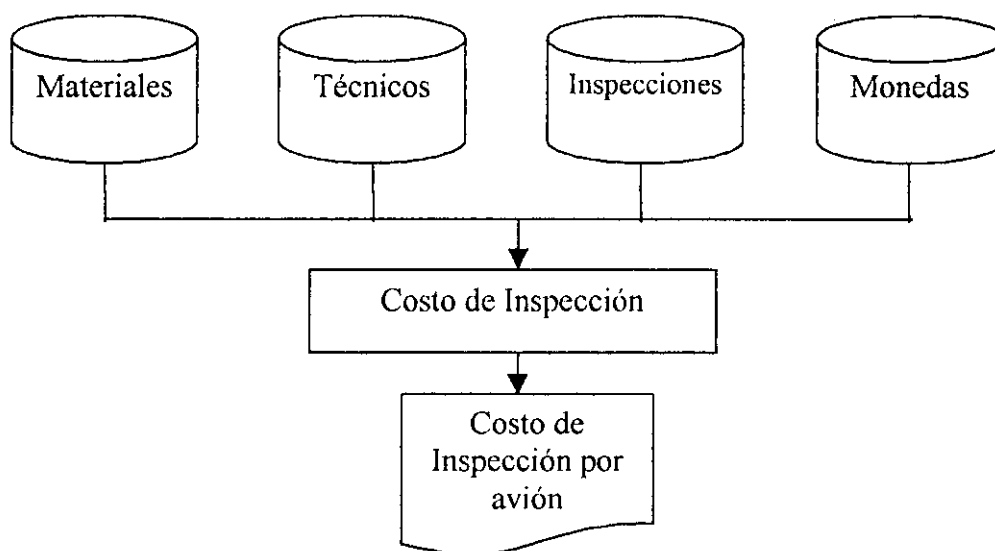 Materiales
Técnicos
Inspecciones
Monedas
Costo de Inspección
Costo de
Inspección por
avión